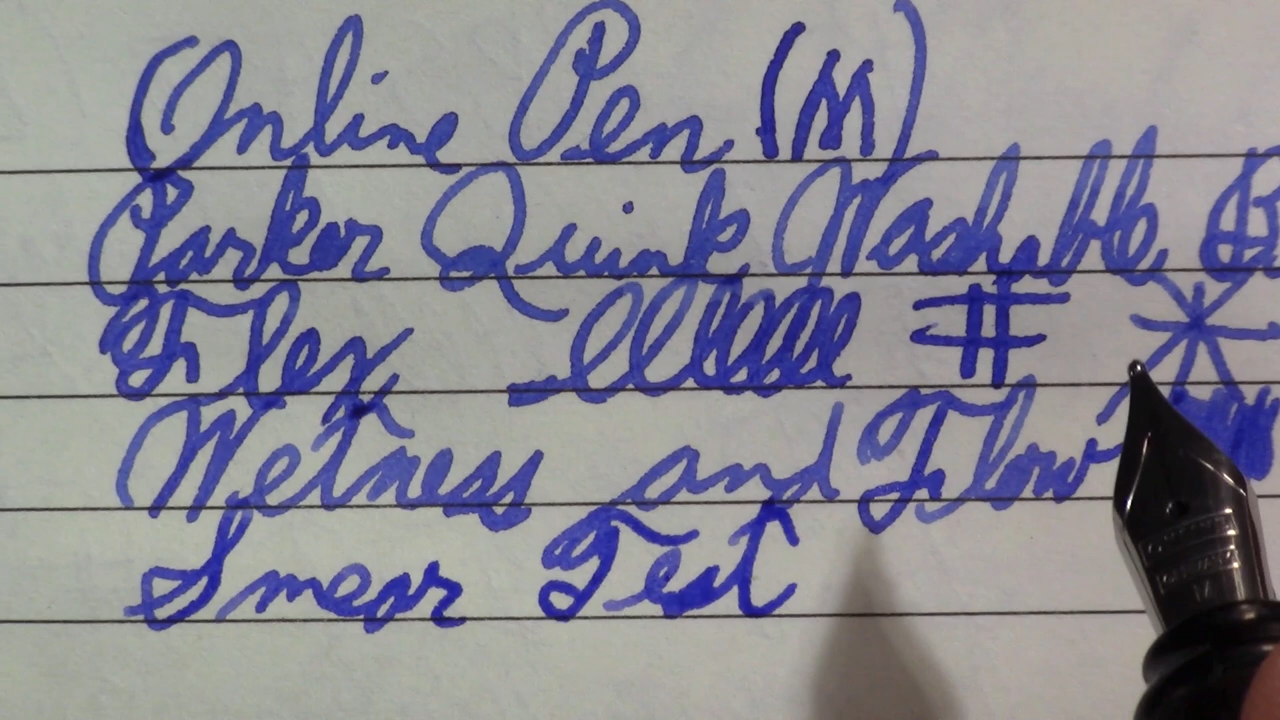 Online Pen (M)
Parker Quink Washable
Flex
Wetness and Flow
Smear Test